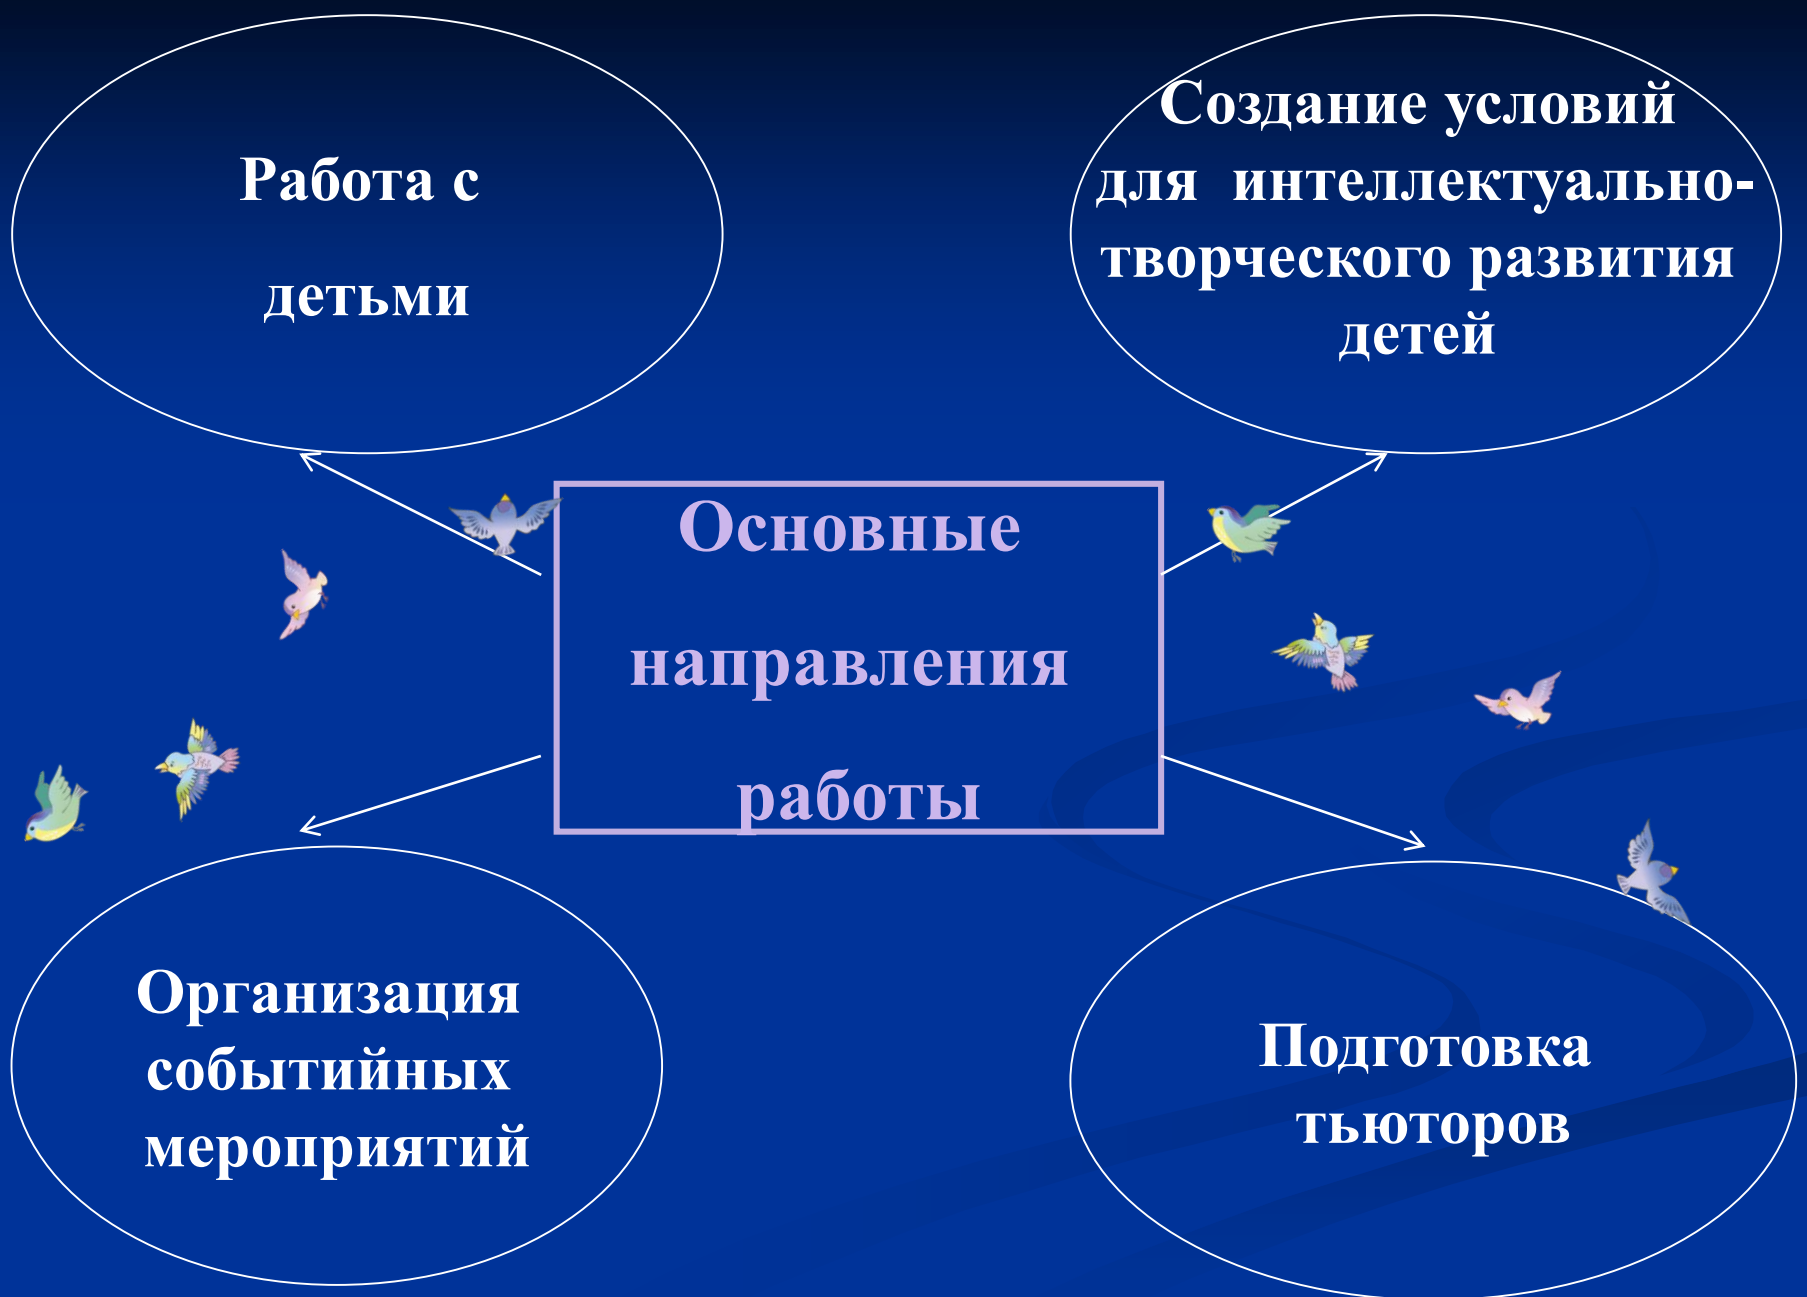 Работа с
детьми
Создание условий
для интеллектуально-
творческого развития
детей
Основные
направления
работы
Организация
событийных
мероприятий
Подготовка
тьюторов